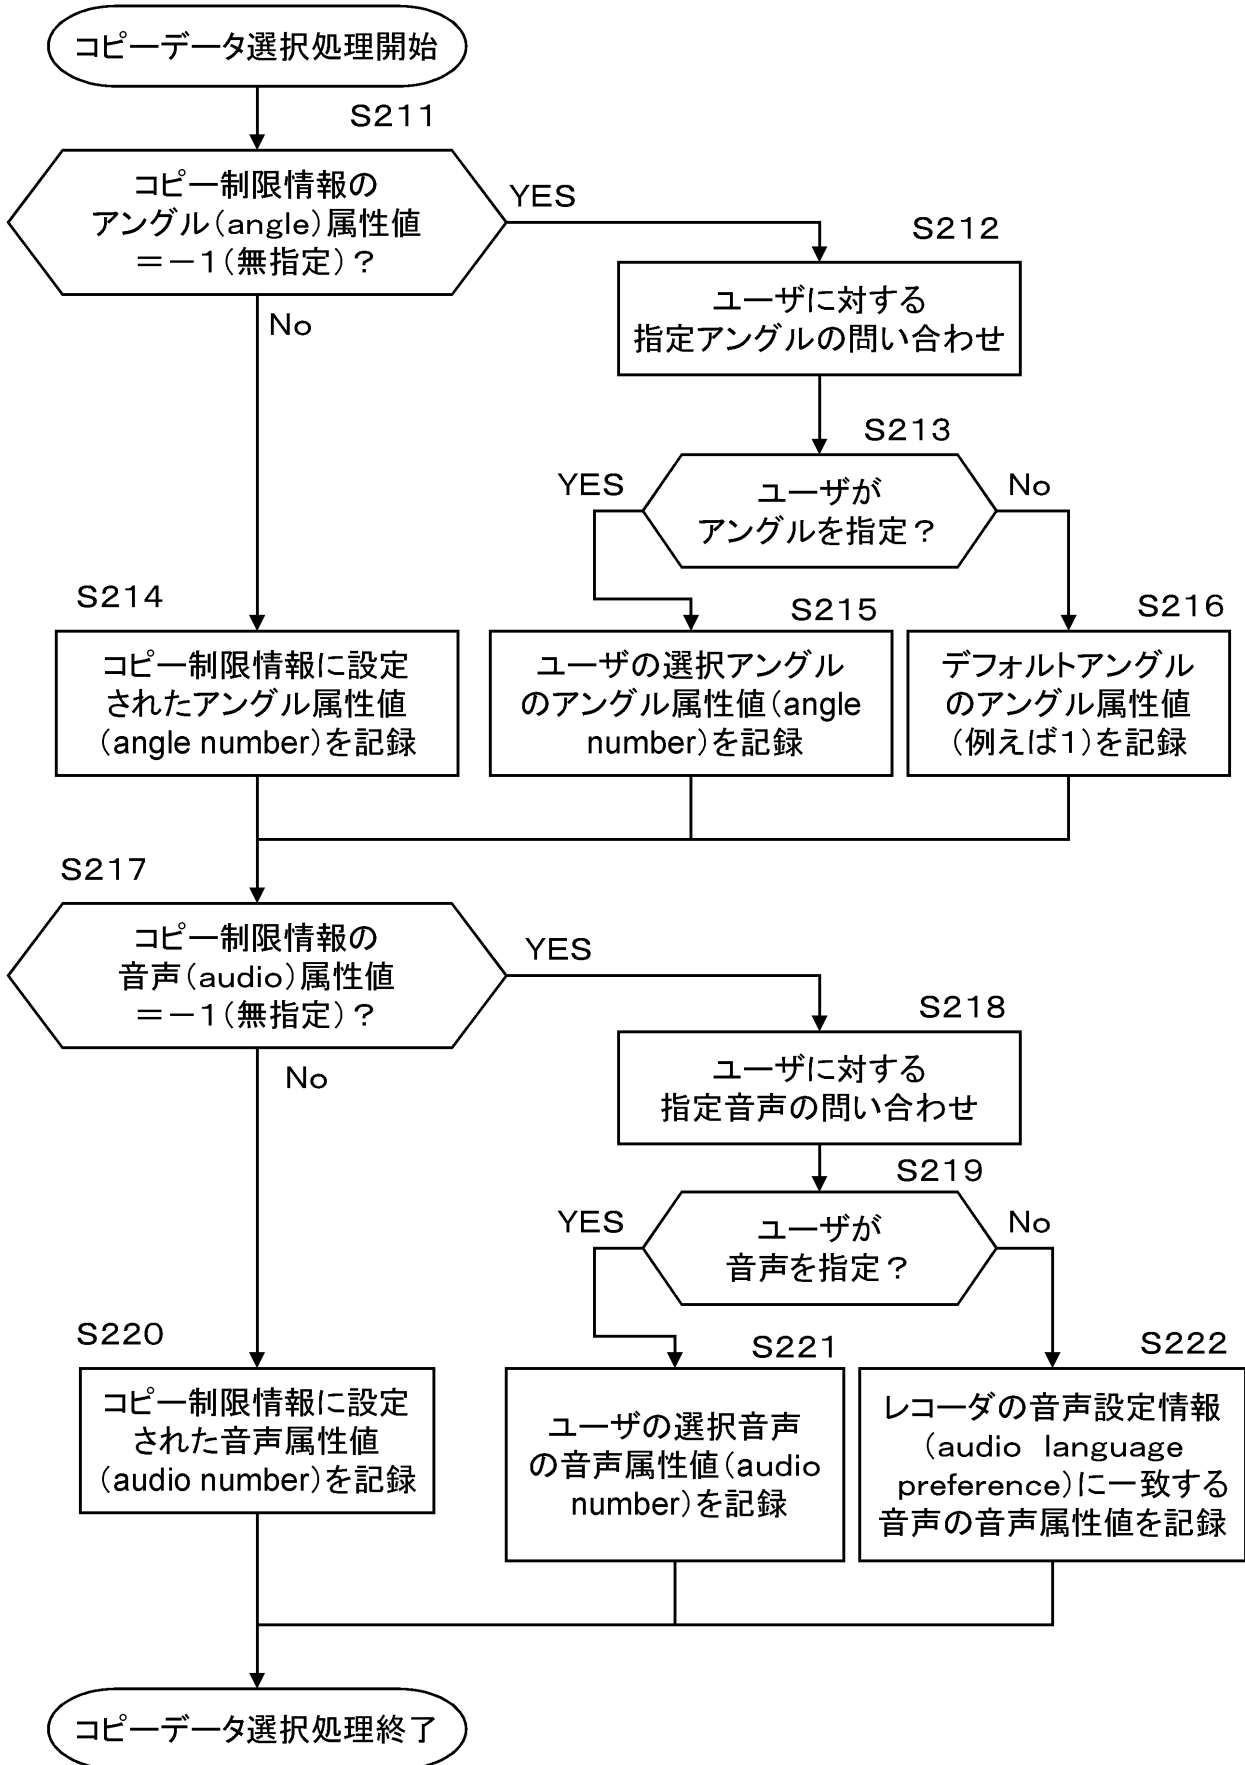 コピーデータ選択処理開始
S211
コピー制限情報の
アングル(angle)属性値
=-1(無指定)?
YES
No
S212
ユーザに対する
指定アングルの問い合わせ
S213
ユーザが
アングルを指定?
YES
No
S214
コピー制限情報に設定
されたアングル属性値
(angle number)を記録
S215
ユーザの選択アングル
のアングル属性値(angle
number)を記録
S216
デフォルトアングル
のアングル属性値
(例えば1)を記録
S217
コピー制限情報の
音声(audio)属性値
=-1(無指定)?
YES
No
S218
ユーザに対する
指定音声の問い合わせ
S219
ユーザが
音声を指定?
YES
No
S220
コピー制限情報に設定
された音声属性値
(audio number)を記録
S221
ユーザの選択音声
の音声属性値(audio
number)を記録
S222
レコーダの音声設定情報
(audio language
preference)に一致する
音声の音声属性値を記録
コピーデータ選択処理終了